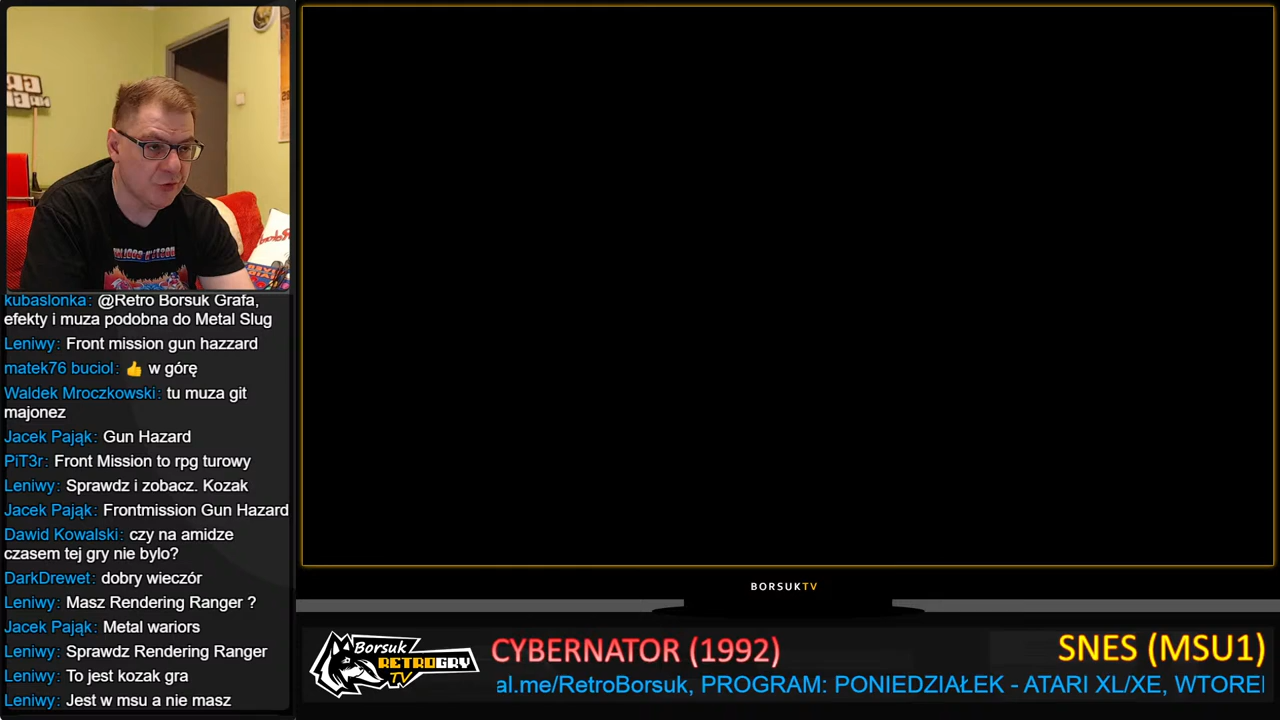 kubaslonka: @Retro Borsuk Grafa,
efekty i muza podobna do Metal Slug
Leniwy: Front mission gun hazzard
matek76 buciol: 👍 w górę
Waldek Mroczkowski: tu muza git
majonez
Jacek Pająk: Gun Hazard
PiT3r: Front Mission to rpg turowy
Leniwy: Sprawdz i zobacz. Kozak
Jacek Pająk: Frontmission Gun Hazard
Dawid Kowalski: czy na amidze
czasem tej gry nie bylo?
DarkDrewet: dobry wieczór
Leniwy: Masz Rendering Ranger ?
Jacek Pająk: Metal wariors
Leniwy: Sprawdz Rendering Ranger
Leniwy: To jest kozak gra
Leniwy: Jest w msu a nie masz
BORSUKTV
Borsuk
RETROGRY
TV
CYBERNATOR (1992)
SNES (MSU1)
al.me/RetroBorsuk, PROGRAM: PONIEDZIAŁEK - ATARI XL/XE, WTOREI